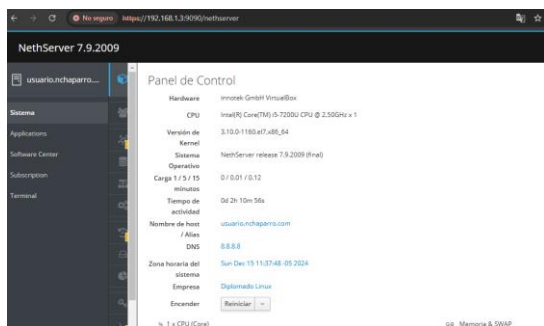 No seguro https://192.168.1.3:9090/nethserver
NethServer 7.9.2009
usuario.nchaparro....
Panel de Control
Hardware innotek GmbH VirtualBox
Sistema
CPU Intel(R) Core(TM) i5-7200U CPU @ 2.50GHz x 1
Applications
Versión de Kernel 3.10.0-1160.el7.x86_64
Software Center
Sistema Operativo NethServer release 7.9.2009 (final)
Subscription
Carga 1 / 5 / 15 minutos 0 / 0.01 / 0.12
Terminal
Tiempo de actividad 0d 2h 10m 56s
Nombre de host / Alias usuario.nchaparro.com
DNS 8.8.8.8
Zona horaria del sistema Sun Dec 15 11:37:48 -05 2024
Empresa Diplomado Linux
Encender Reiniciar
1 x CPU (Core) Memoria & SWAP